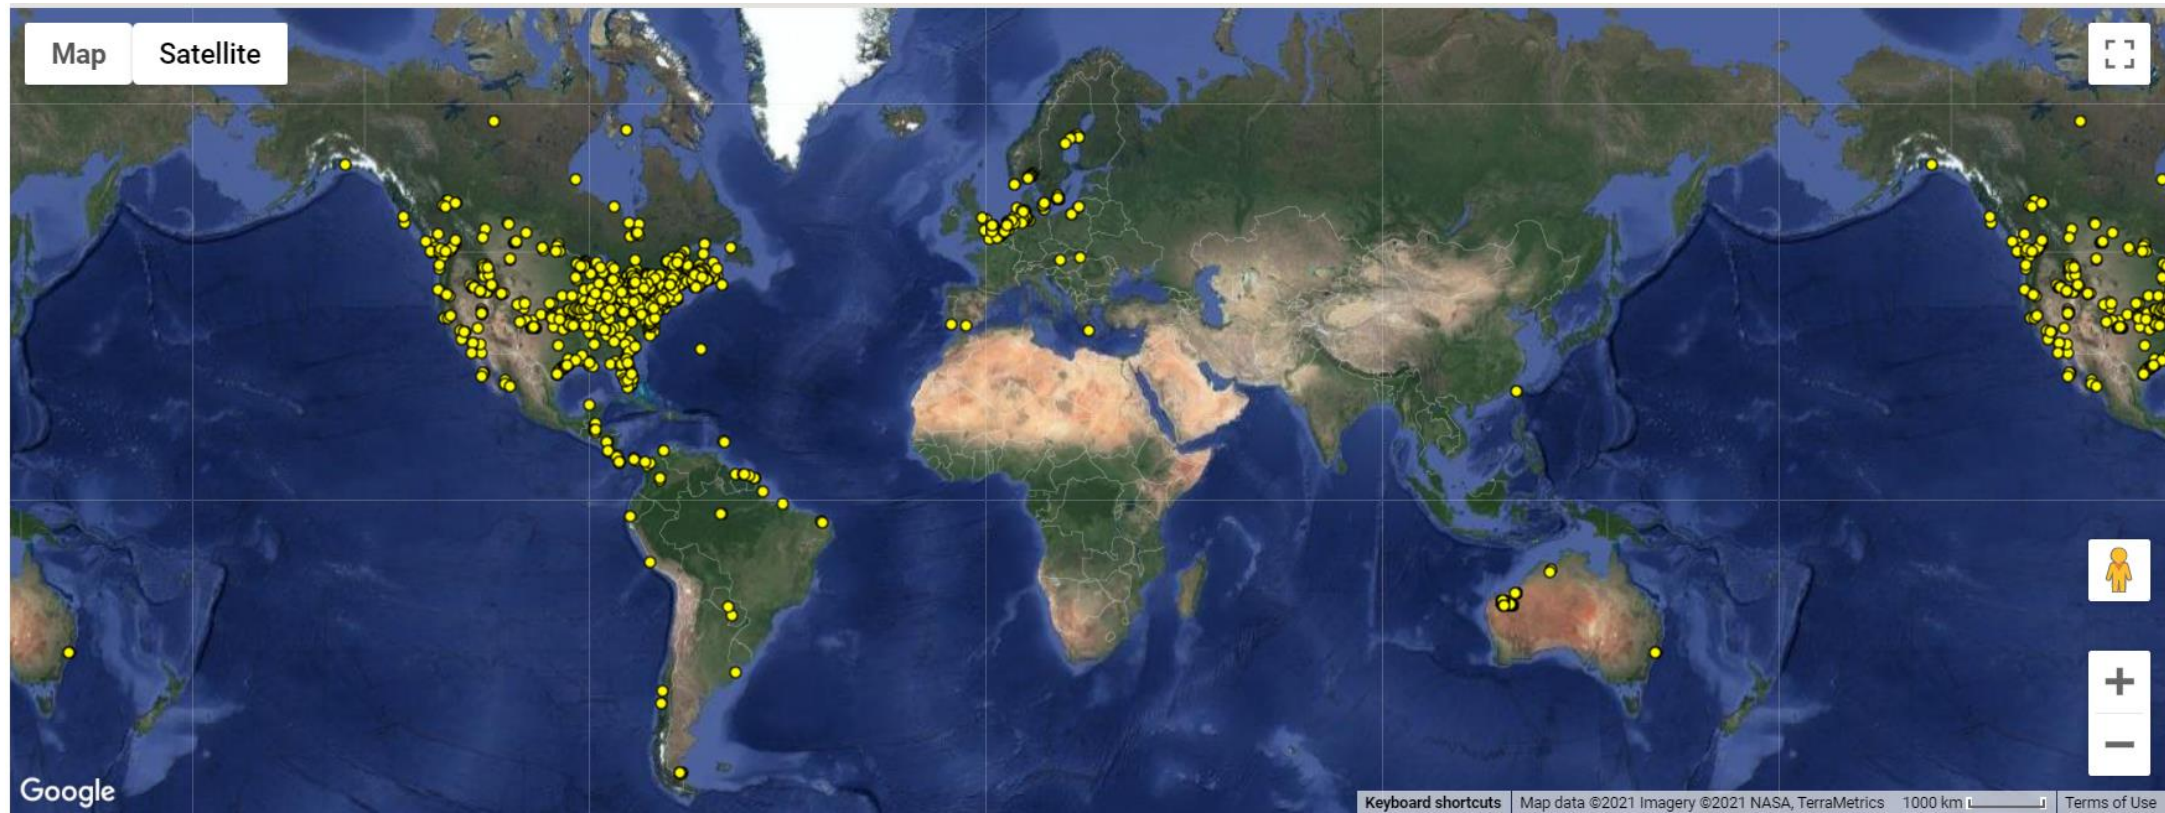 Map Satellite
Google
Keyboard shortcuts Map data ©2021 Imagery ©2021 NASA, TerraMetrics 1000 km Terms of Use